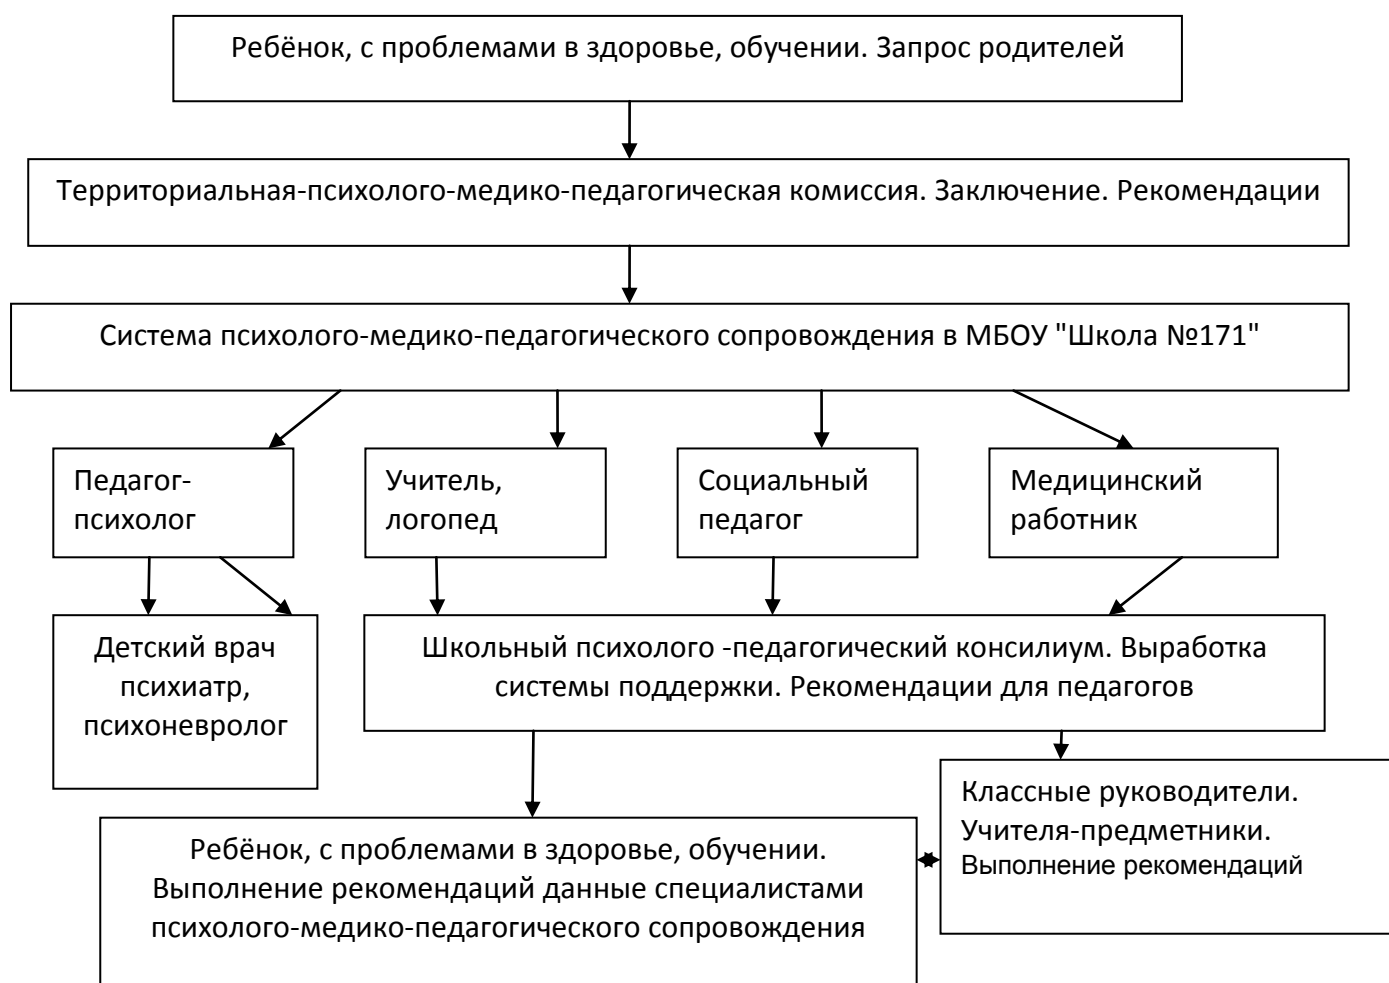 Ребёнок, с проблемами в здоровье, обучении. Запрос родителей
Территориальная-психолого-медико-педагогическая комиссия. Заключение. Рекомендации
Система психолого-медико-педагогического сопровождения в МБОУ "Школа №171"
Педагог-
психолог
Учитель,
логопед
Социальный
педагог
Медицинский
работник
Детский врач
психиатр,
психоневролог
Школьный психолого -педагогический консилиум. Выработка
системы поддержки. Рекомендации для педагогов
Классные руководители.
Учителя-предметники.
Выполнение рекомендаций
Ребёнок, с проблемами в здоровье, обучении.
Выполнение рекомендаций данные специалистами
психолого-медико-педагогического сопровождения